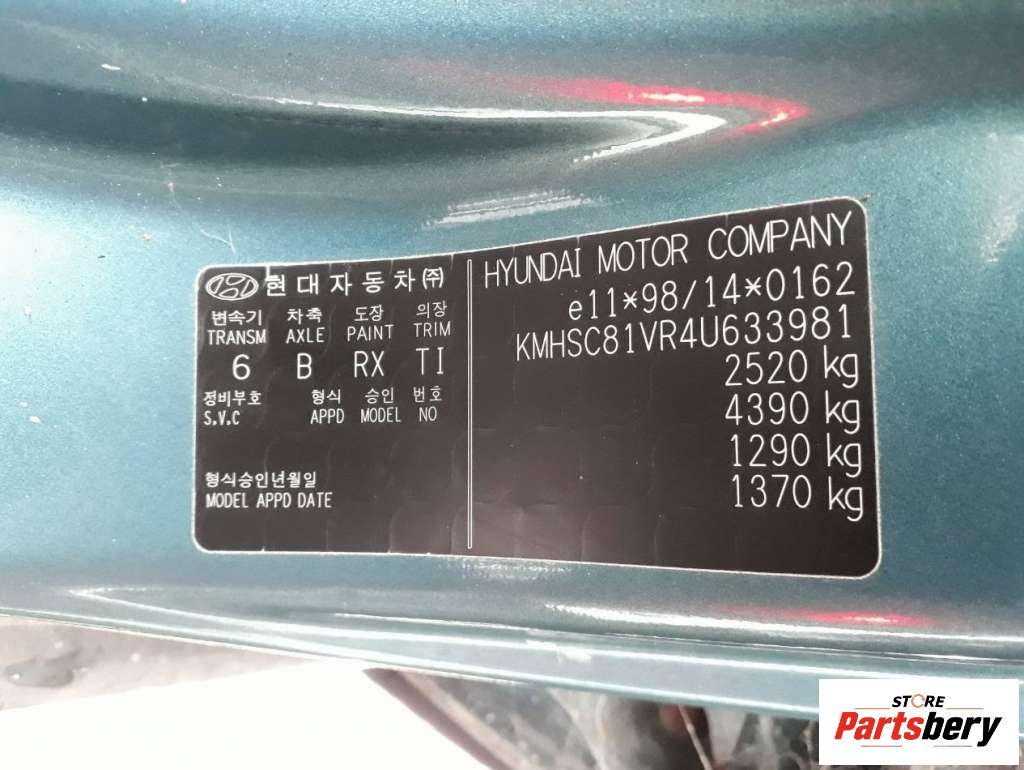 현대자동차㈜
변속기 차축 도장 의장
TRANSM AXLE PAINT TRIM
6 B RX TI
정비부호 형식 승인 번호
S.V.C APPD MODEL NO
형식승인년월일
MODEL APPD DATE
HYUNDAI MOTOR COMPANY
e11*98/14*0162
KMHSC81VR4U633981
2520 kg
4390 kg
1290 kg
1370 kg
STORE
Partsbery